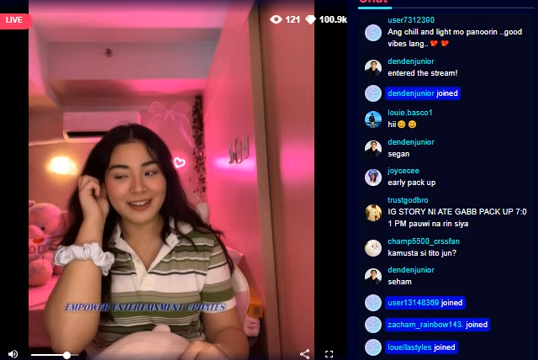 LIVE
121
100.9k
EMPOWER ENTERTAINMENT UPDATES
Chat
user7312390
Ang chill and light mo panoorin ..good
vibes lang..💔 💔
dendenjunior
entered the stream!
dendenjunior joined
louie.basco1
hii😊😊
dendenjunior
segan
joycecee
early pack up
trustgodbro
IG STORY NI ATE GABB PACK UP 7:0
1 PM pauwi na rin siya
champ5500_crssfan
kamusta si tito jun?
dendenjunior
seham
user13148369 joined
zacham_rainbow143. joined
louellastyles joined